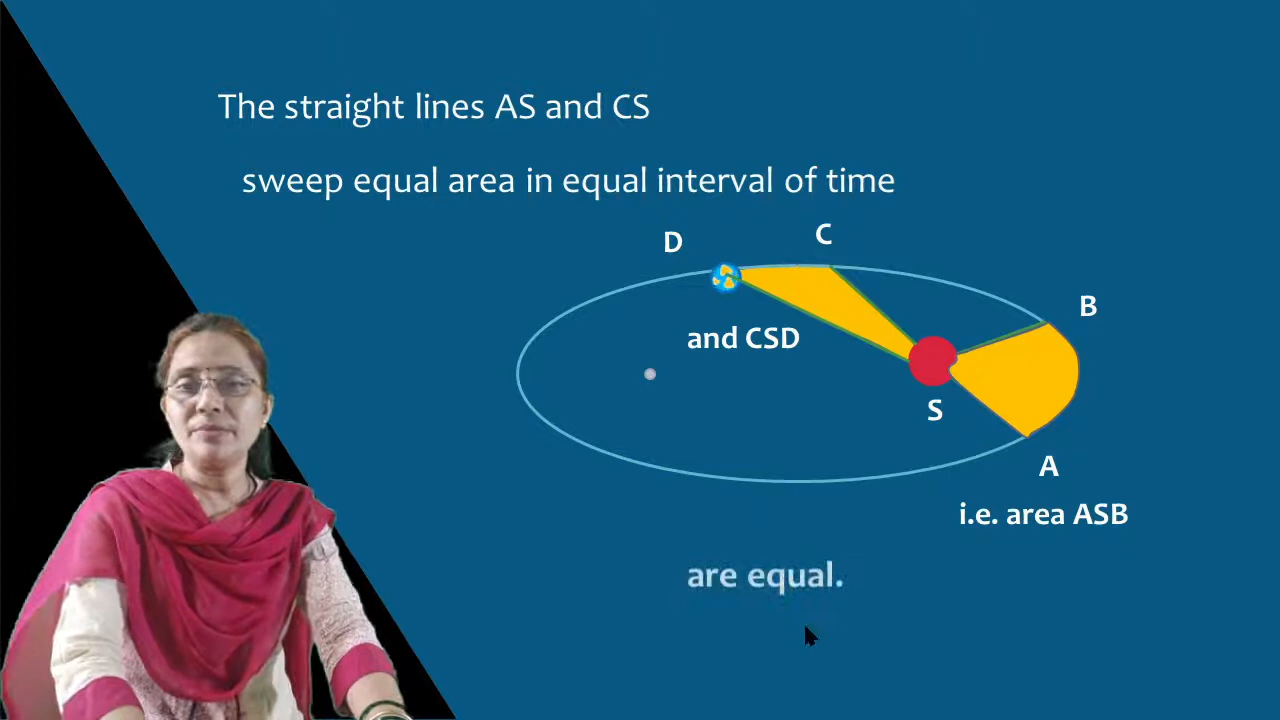 The straight lines AS and CS
sweep equal area in equal interval of time
D
C
B
and CSD
S
A
i.e. area ASB
are equal.